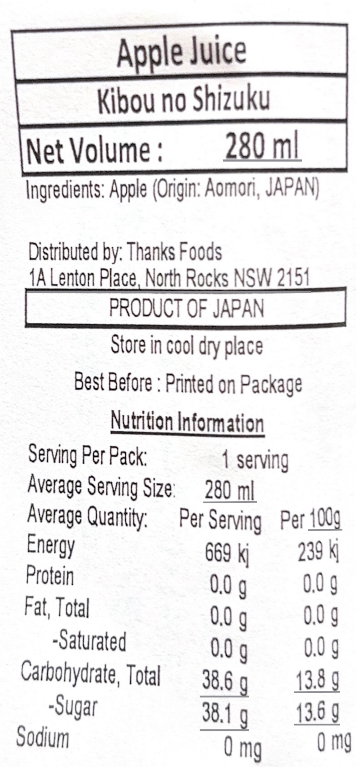 Apple Juice
Kibou no Shizuku
Net Volume : 280 ml
Ingredients: Apple (Origin: Aomori, JAPAN)
Distributed by: Thanks Foods
1A Lenton Place, North Rocks NSW 2151
PRODUCT OF JAPAN
Store in cool dry place
Best Before : Printed on Package
Nutrition Information
Serving Per Pack: 1 serving
Average Serving Size: 280 ml
Average Quantity: Per Serving Per 100g
Energy 669 kj 239 kj
Protein 0.0 g 0.0 g
Fat, Total 0.0 g 0.0 g
-Saturated 0.0 g 0.0 g
Carbohydrate, Total 38.6 g 13.8 g
-Sugar 38.1 g 13.6 g
Sodium 0 mg 0 mg